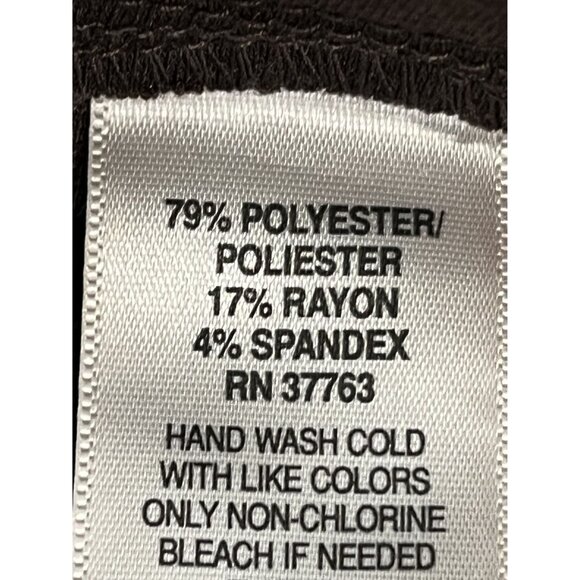 79% POLYESTER/
POLIESTER
17% RAYON
4% SPANDEX
RN 37763
HAND WASH COLD
WITH LIKE COLORS
ONLY NON-CHLORINE
BLEACH IF NEEDED